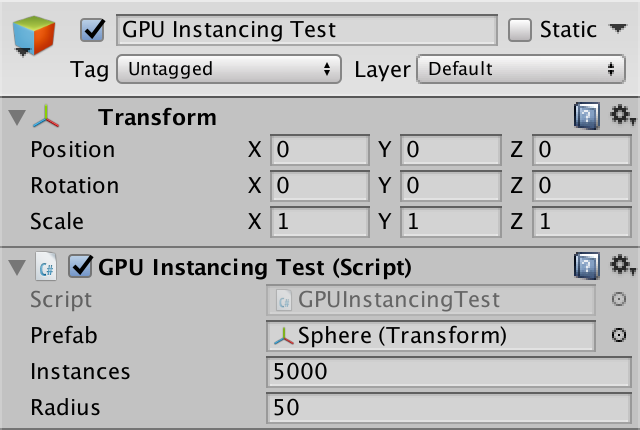 GPU Instancing Test Static
Tag Untagged Layer Default
Transform
Position X 0 Y 0 Z 0
Rotation X 0 Y 0 Z 0
Scale X 1 Y 1 Z 1
C# GPU Instancing Test (Script)
Script C# GPUInstancingTest
Prefab Sphere (Transform)
Instances 5000
Radius 50